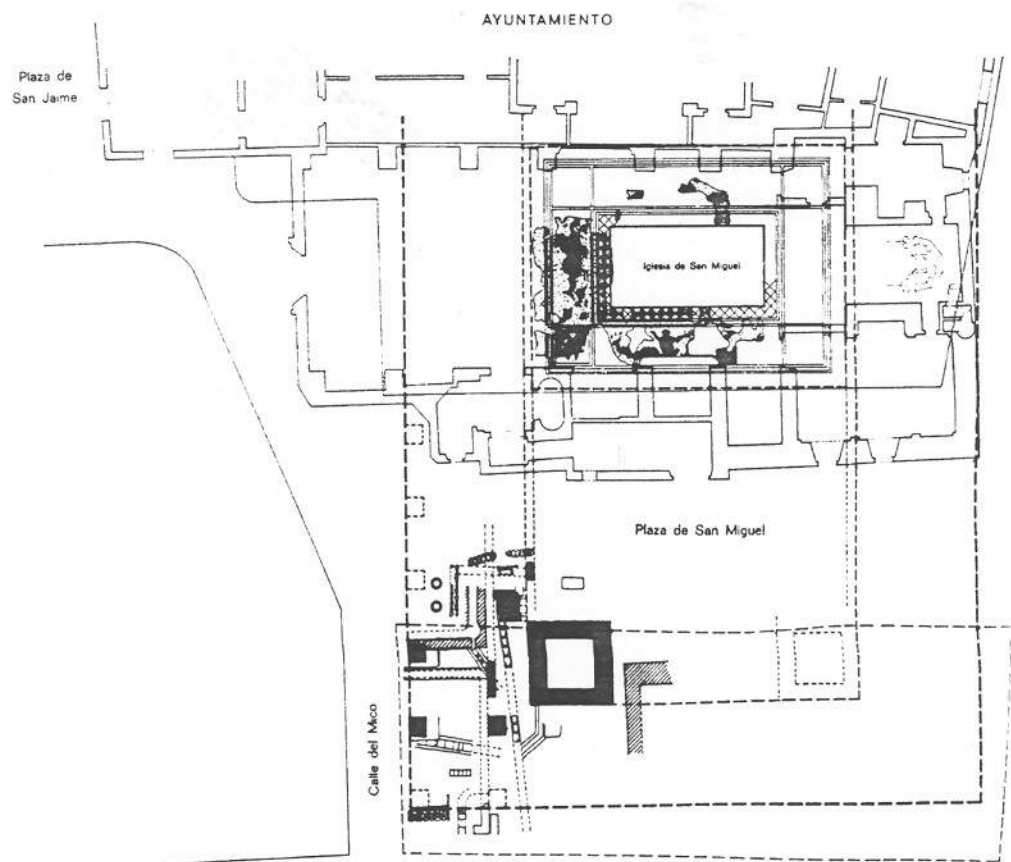 AYUNTAMIENTO
Plaza de
San Jaime
Iglesia de San Miguel
Plaza de San Miguel
Calle del Mico